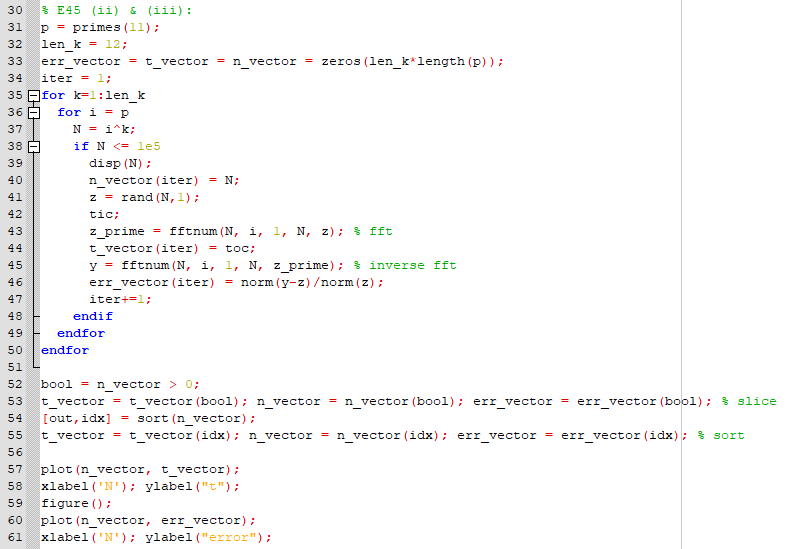 30 % E45 (ii) & (iii):
31 p = primes(11);
32 len_k = 12;
33 err_vector = t_vector = n_vector = zeros(len_k*length(p));
34 iter = 1;
35 for k=1:len_k
36   for i = p
37     N = i^k;
38     if N <= 1e5
39       disp(N);
40       n_vector(iter) = N;
41       z = rand(N,1);
42       tic;
43       z_prime = fftnum(N, i, 1, N, z); % fft
44       t_vector(iter) = toc;
45       y = fftnum(N, i, 1, N, z_prime); % inverse fft
46       err_vector(iter) = norm(y-z)/norm(z);
47       iter+=1;
48     endif
49   endfor
50 endfor
51
52 bool = n_vector > 0;
53 t_vector = t_vector(bool); n_vector = n_vector(bool); err_vector = err_vector(bool); % slice
54 [out,idx] = sort(n_vector);
55 t_vector = t_vector(idx); n_vector = n_vector(idx); err_vector = err_vector(idx); % sort
56
57 plot(n_vector, t_vector);
58 xlabel('N'); ylabel("t");
59 figure();
60 plot(n_vector, err_vector);
61 xlabel('N'); ylabel("error");